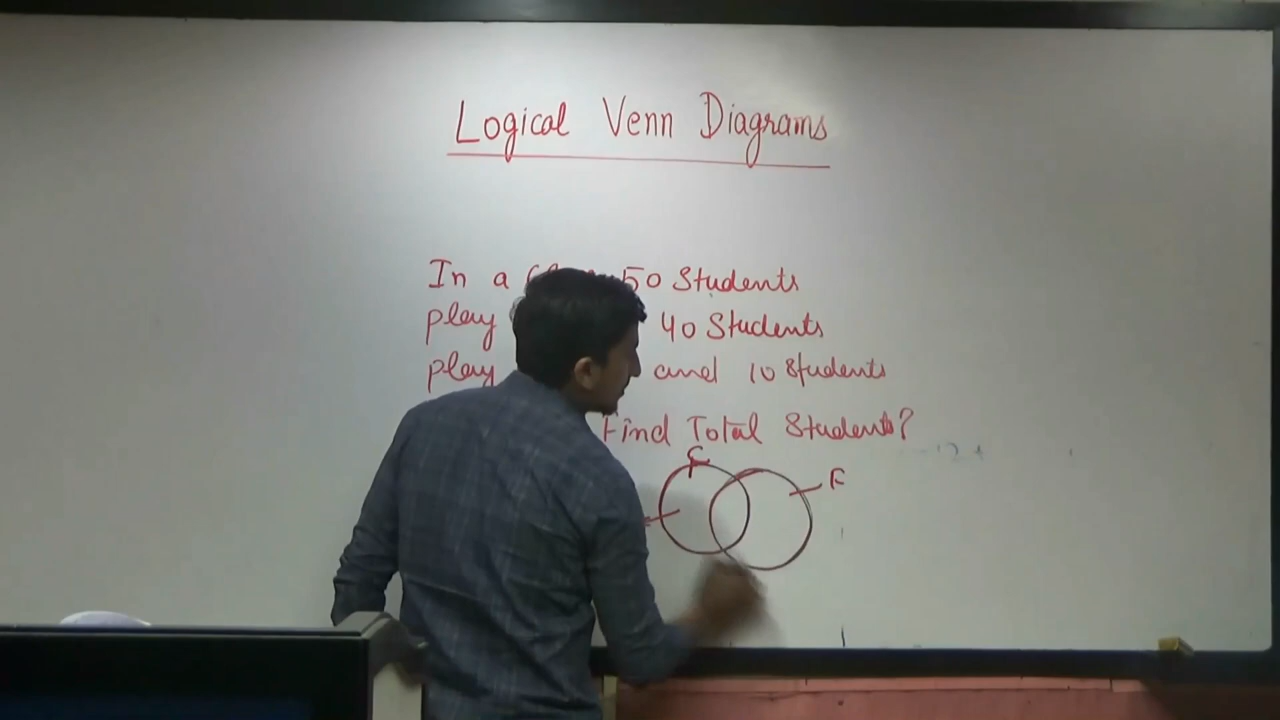 Logical Venn Diagrams
In a 50 Students
play 40 Students
play and 10 Students
Find Total Students?
C
F